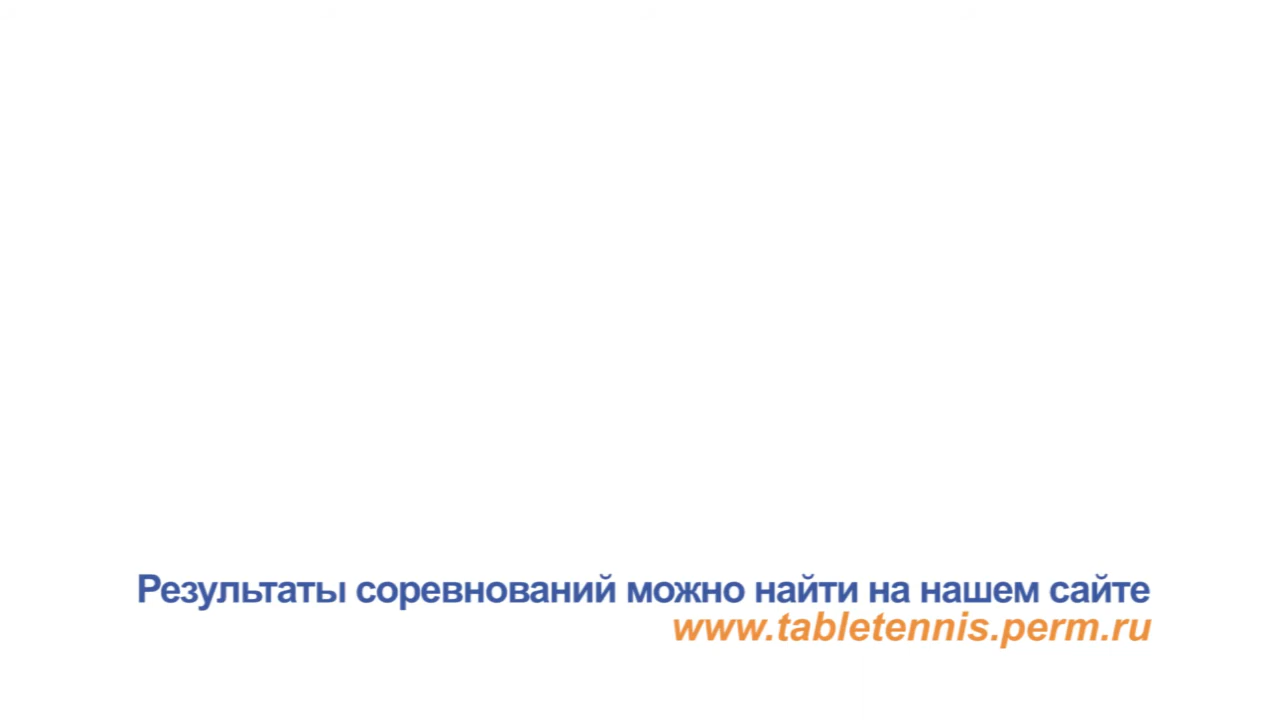 Результаты соревнований можно найти на нашем сайте
www.tabletennis.perm.ru